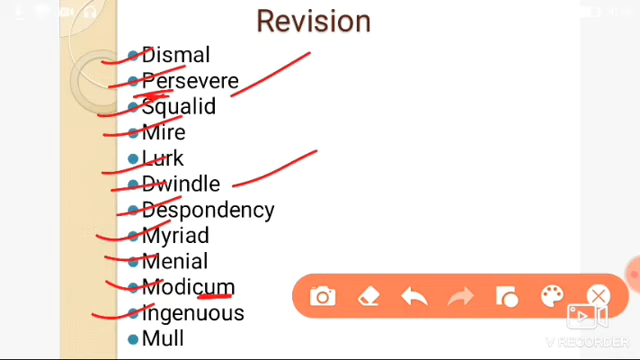 Revision
Dismal
Persevere
Squalid
Mire
Lurk
Dwindle
Despondency
Myriad
Menial
Modicum
Ingenuous
Mull
V RECORDER